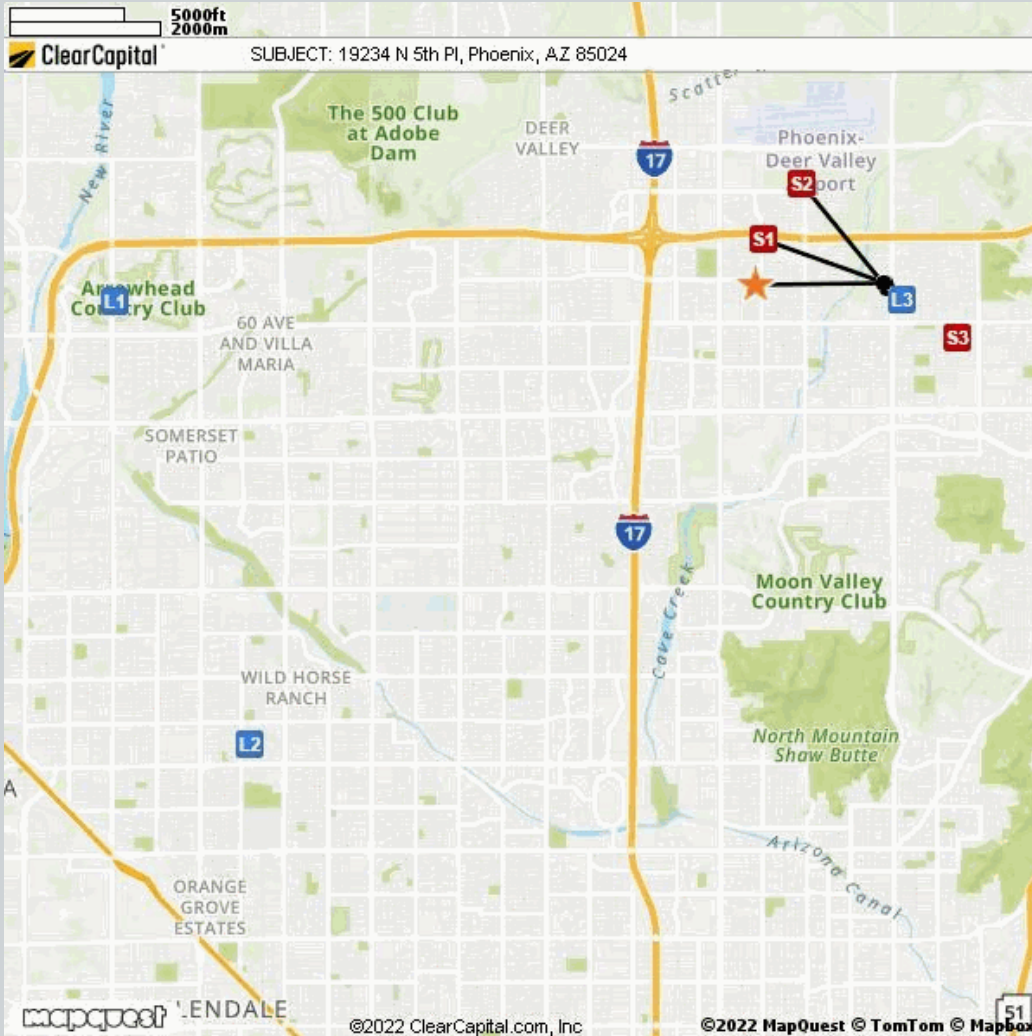 5000ft
2000m
ClearCapital
SUBJECT: 19234 N 5th Pl, Phoenix, AZ 85024
New River
The 500 Club
at Adobe
Dam
DEER
VALLEY
17
Phoenix-
Deer Valley
S2
port
S1
L3
S3
Arrowhead
Country Club
L1
60 AVE
AND VILLA
MARIA
SOMERSET
PATIO
17
Cave Creek
Moon Valley
Country Club
WILD HORSE
RANCH
L2
North Mountain
Shaw Butte
A
Arizona Canal
ORANGE
GROVE
ESTATES
LENDALE
51
mapquest
©2022 ClearCapital.com, Inc
©2022 MapQuest © TomTom ©